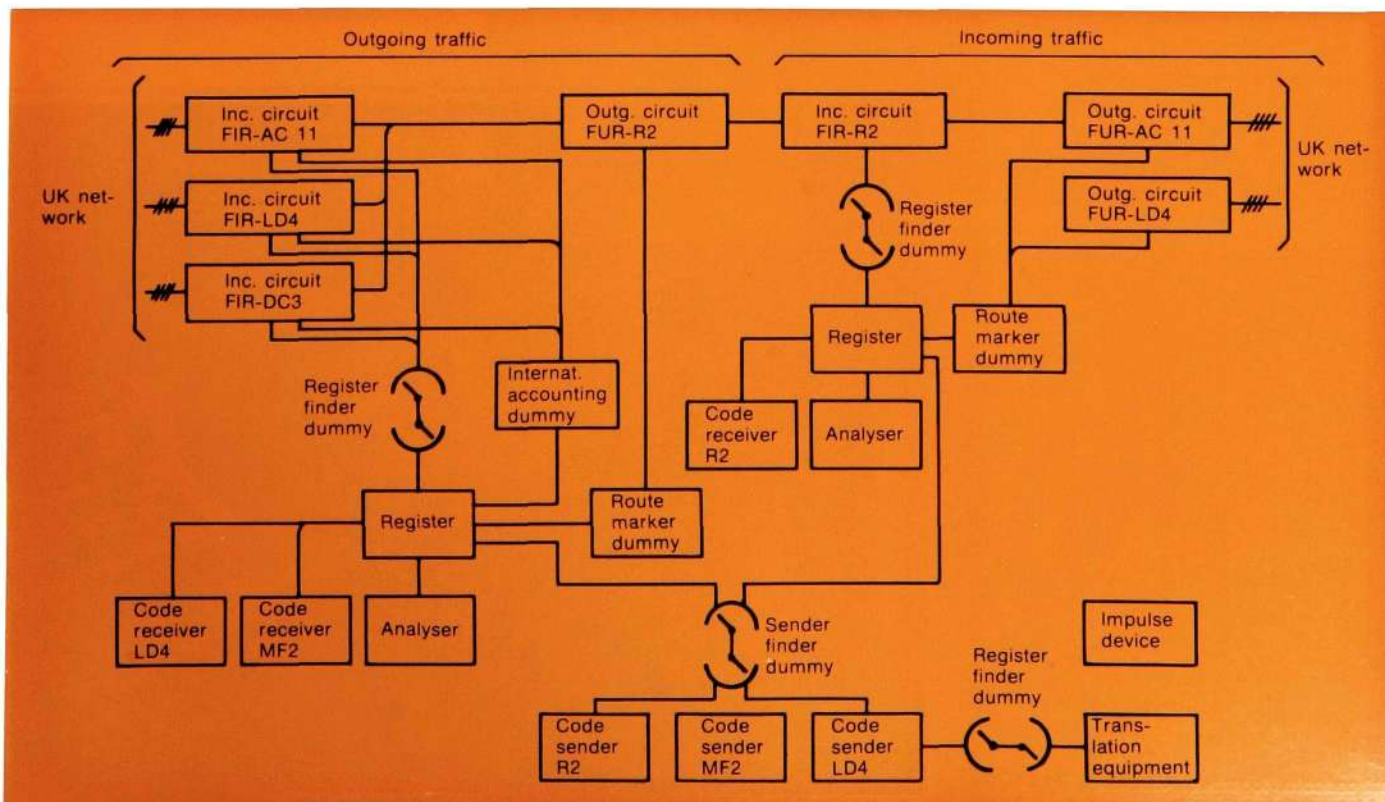 Outgoing traffic
Incoming traffic
Inc. circuit
FIR-AC 11
Outg. circuit
FUR-R2
Inc. circuit
FIR-R2
Outg. circuit
FUR-AC 11
UK net-
work
Inc. circuit
FIR-LD4
Register
finder
dummy
Outg. circuit
FUR-LD4
UK net-
work
Inc. circuit
FIR-DC3
Register
Route
marker
dummy
Register
finder
dummy
Internat.
accounting
dummy
Code
receiver
R2
Analyser
Register
Route
marker
dummy
Code
receiver
LD4
Code
receiver
MF2
Analyser
Sender
finder
dummy
Impulse
device
Register
finder
dummy
Code
sender
R2
Code
sender
MF2
Code
sender
LD4
Trans-
lation
equipment